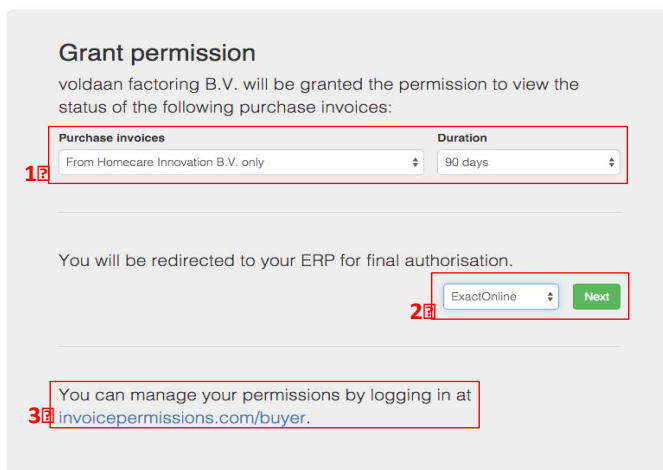 Grant permission
voldaan factoring B.V. will be granted the permission to view the
status of the following purchase invoices:
Purchase invoices Duration
1 From Homecare Innovation B.V. only 90 days
You will be redirected to your ERP for final authorisation.
2 ExactOnline Next
You can manage your permissions by logging in at
3 invoicepermissions.com/buyer.